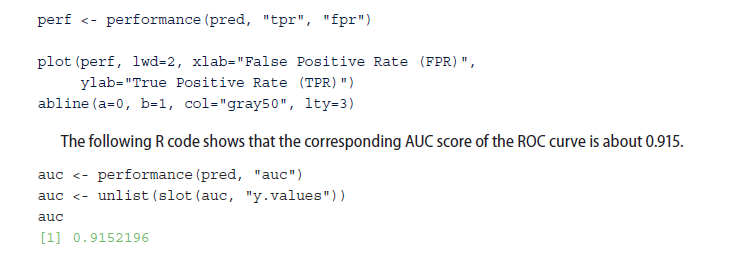 perf <- performance(pred, "tpr", "fpr")
plot(perf, lwd=2, xlab="False Positive Rate (FPR)",
ylab="True Positive Rate (TPR)")
abline(a=0, b=1, col="gray50", lty=3)
The following R code shows that the corresponding AUC score of the ROC curve is about 0.915.
auc <- performance(pred, "auc")
auc <- unlist(slot(auc, "y.values"))
auc
[1] 0.9152196